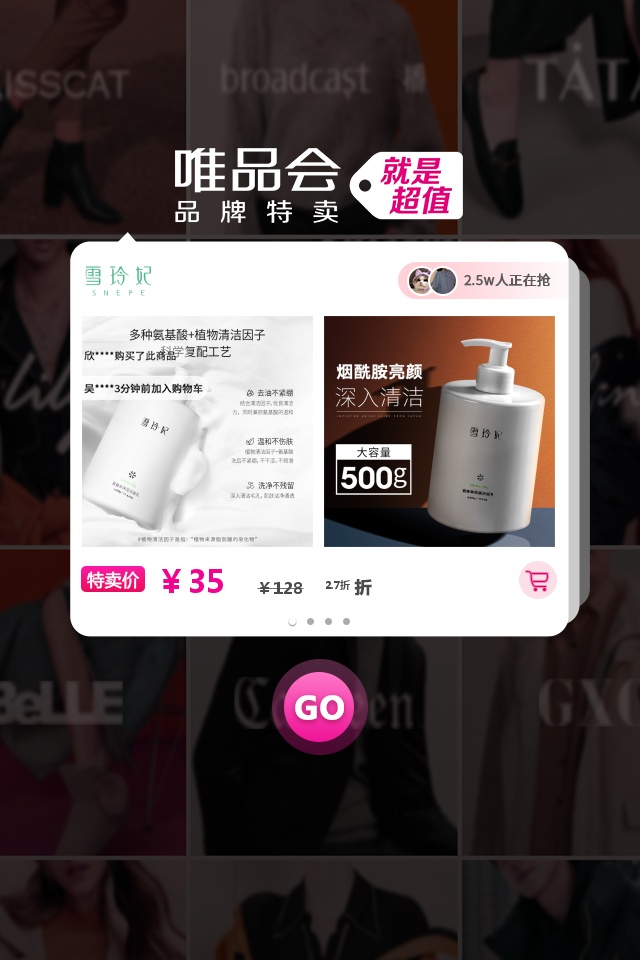 AISSCAT
broadcast 播
TATA
唯品会
品牌特卖
就是
超值
雪玲妃
SNEFE
2.5w人正在抢
多种氨基酸+植物清洁因子
科学复配工艺
欣****购买了此商品
吴****3分钟前加入购物车
去油不紧绷
温和不伤肤
洗净不残留
雪玲妃
烟酰胺亮颜
深入清洁
大容量
500g
雪玲妃
特卖价
¥ 35
¥128
2.7折 折
BeLLE
GO
GXG